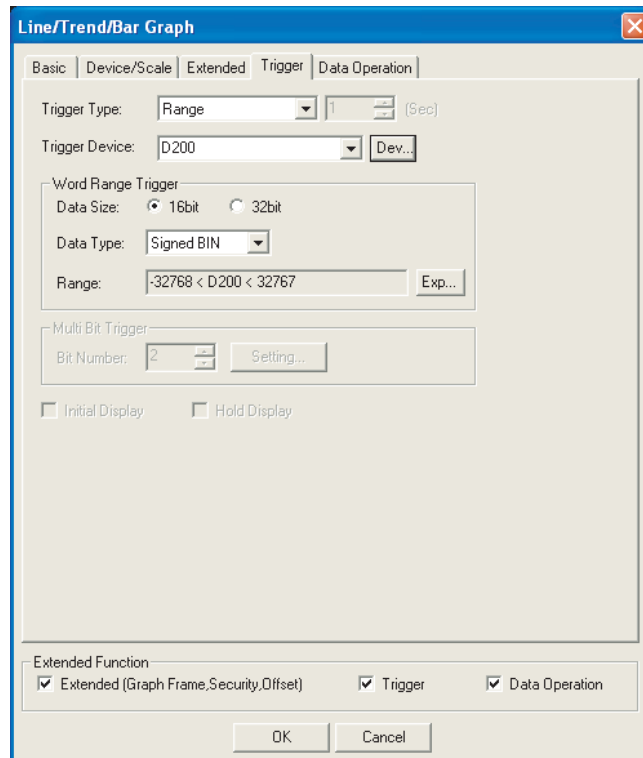 Line/Trend/Bar Graph
Basic Device/Scale Extended Trigger Data Operation
Trigger Type: Range 1 (Sec)
Trigger Device: D200 Dev...
Word Range Trigger
Data Size: 16bit 32bit
Data Type: Signed BIN
Range: -32768 < D200 < 32767 Exp...
Multi Bit Trigger
Bit Number: 2 Setting...
Initial Display Hold Display
Extended Function
Extended (Graph Frame,Security,Offset) Trigger Data Operation
OK Cancel